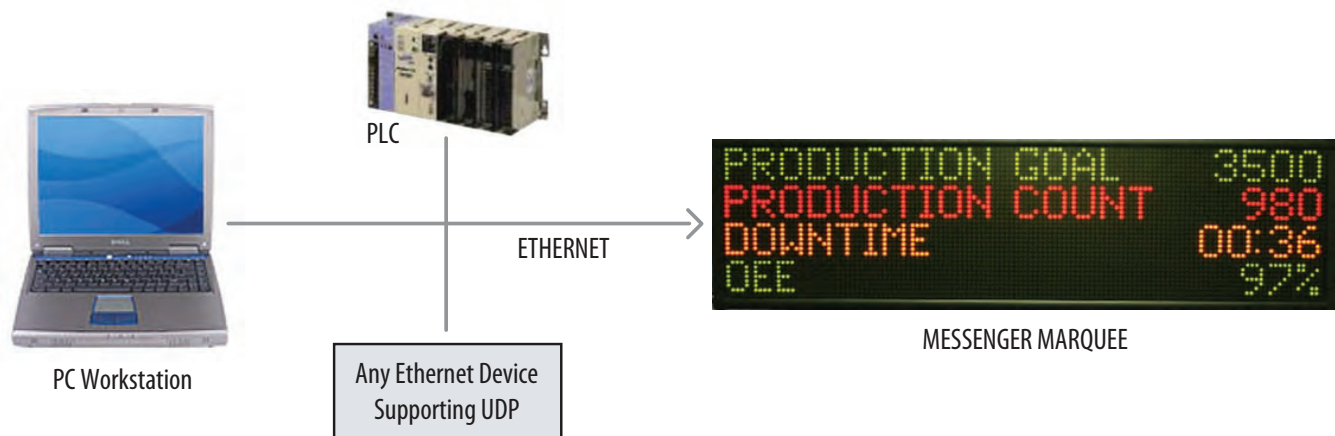 PLC
PRODUCTION GOAL 3500
PRODUCTION COUNT 980
DOWNTIME 00:36
OEE 97%
ETHERNET
MESSENGER MARQUEE
PC Workstation
Any Ethernet Device
Supporting UDP